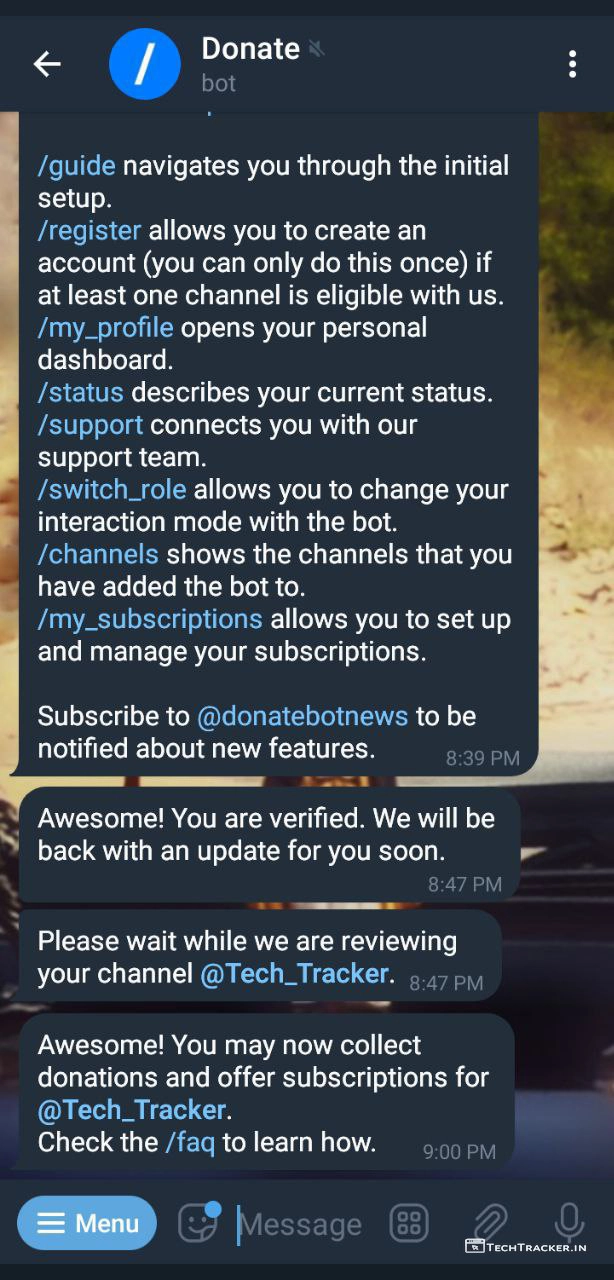 Donate
bot
/guide navigates you through the initial
setup.
/register allows you to create an
account (you can only do this once) if
at least one channel is eligible with us.
/my_profile opens your personal
dashboard.
/status describes your current status.
/support connects you with our
support team.
/switch_role allows you to change your
interaction mode with the bot.
/channels shows the channels that you
have added the bot to.
/my_subscriptions allows you to set up
and manage your subscriptions.
Subscribe to @donatebotnews to be
notified about new features.
8:39 PM
Awesome! You are verified. We will be
back with an update for you soon.
8:47 PM
Please wait while we are reviewing
your channel @Tech_Tracker. 8:47 PM
Awesome! You may now collect
donations and offer subscriptions for
@Tech_Tracker.
Check the /faq to learn how.
9:00 PM
Menu
Message
TECHTRACKER.IN